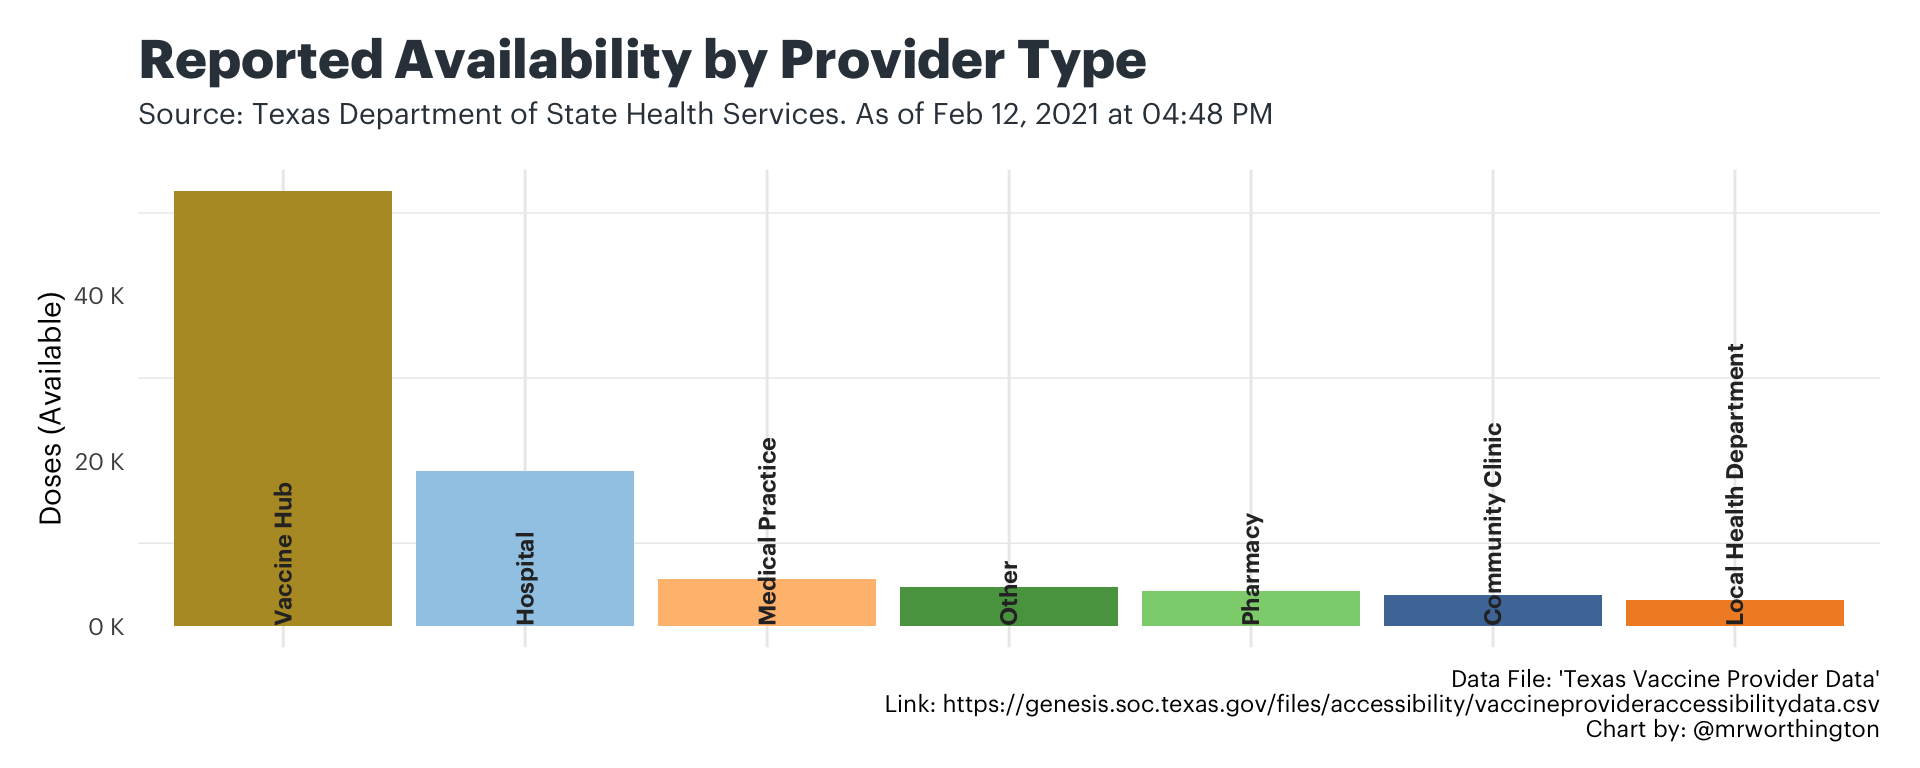 Reported Availability by Provider Type
Source: Texas Department of State Health Services. As of Feb 12, 2021 at 04:48 PM
Doses (Available)
40 K
20 K
0 K
Vaccine Hub
Hospital
Medical Practice
Other
Pharmacy
Community Clinic
Local Health Department
Data File: 'Texas Vaccine Provider Data'
Link: https://genesis.soc.texas.gov/files/accessibility/vaccineprovideraccessibilitydata.csv
Chart by: @mrworthington